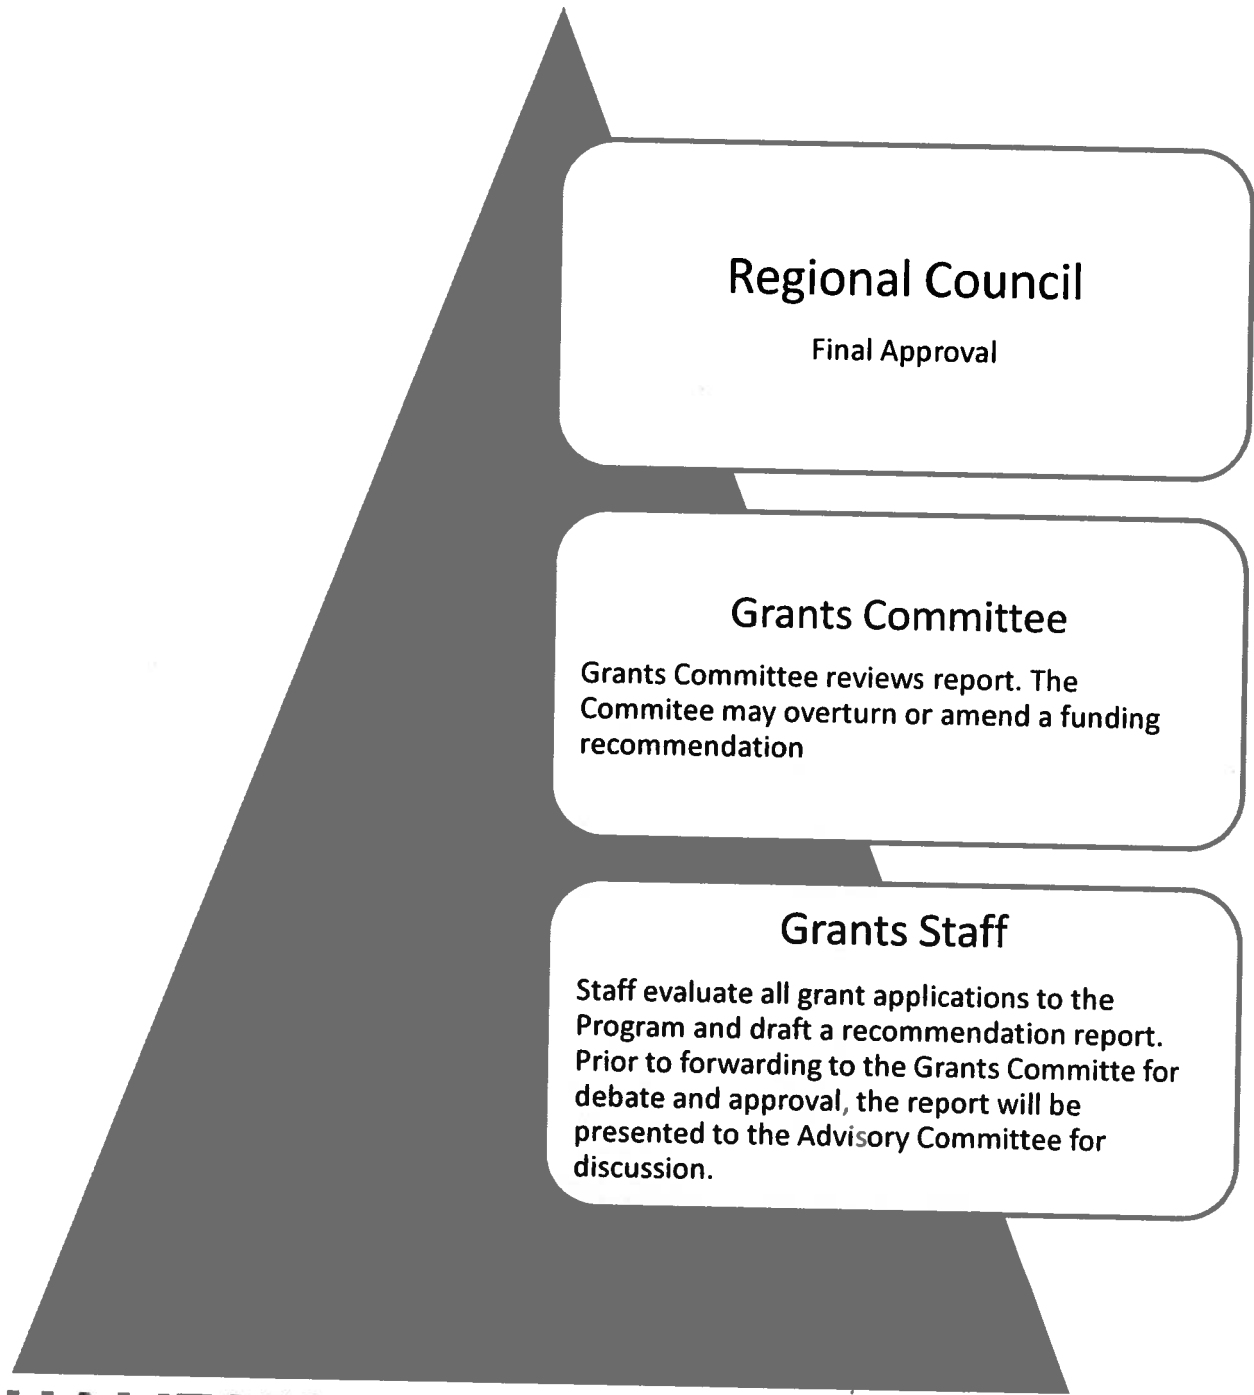 Regional Council
Final Approval
Grants Committee
Grants Committee reviews report. The
Commitee may overturn or amend a funding
recommendation
Grants Staff
Staff evaluate all grant applications to the
Program and draft a recommendation report.
Prior to forwarding to the Grants Committe for
debate and approval, the report will be
presented to the Advisory Committee for
discussion.